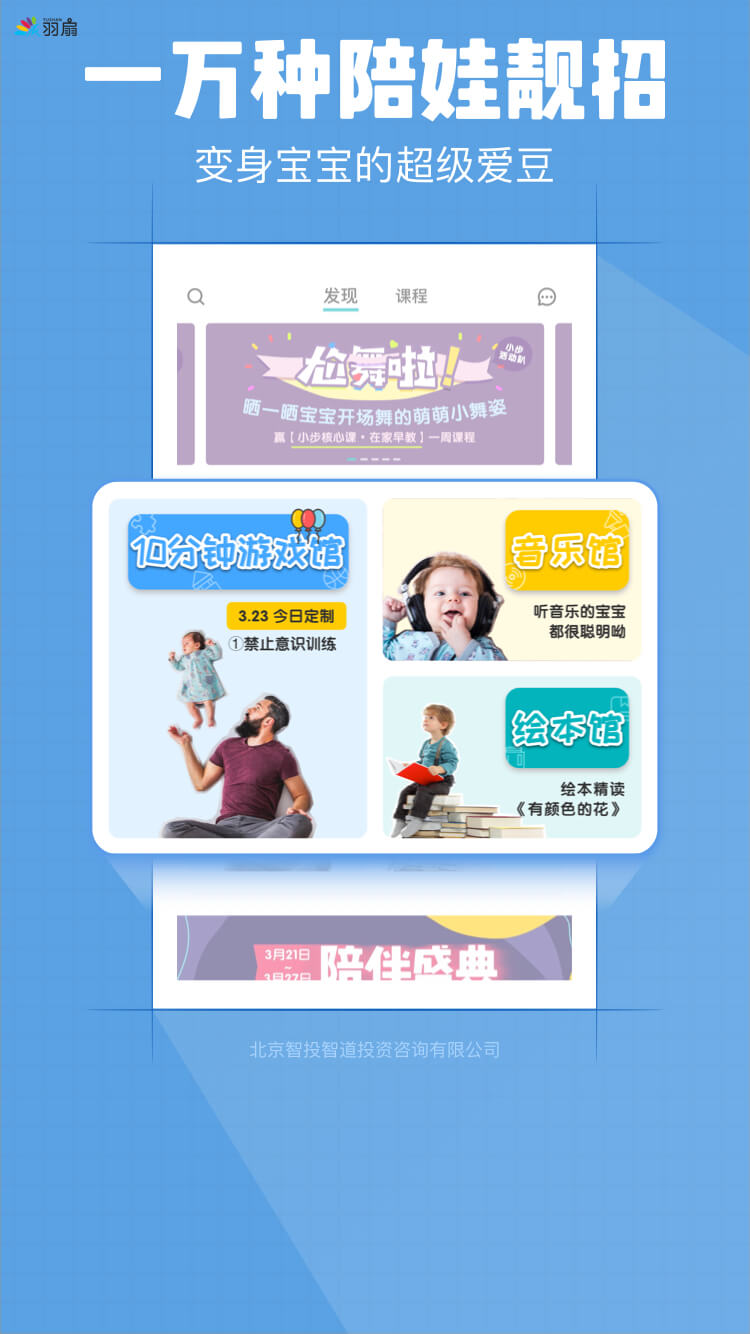 YUSHAN
羽扇
一万种陪娃靓招
变身宝宝的超级爱豆
发现 课程
尬舞啦!
小步
活动趴
晒一晒宝宝开场舞的萌萌小舞姿
赢【小步核心课·在家早教】一周课程
10分钟游戏馆
3.23 今日定制
①禁止意识训练
音乐馆
听音乐的宝宝
都很聪明呦
绘本馆
绘本精读
《有颜色的花》
3月21日
~
3月27日
陪伴盛典
北京智投智道投资咨询有限公司